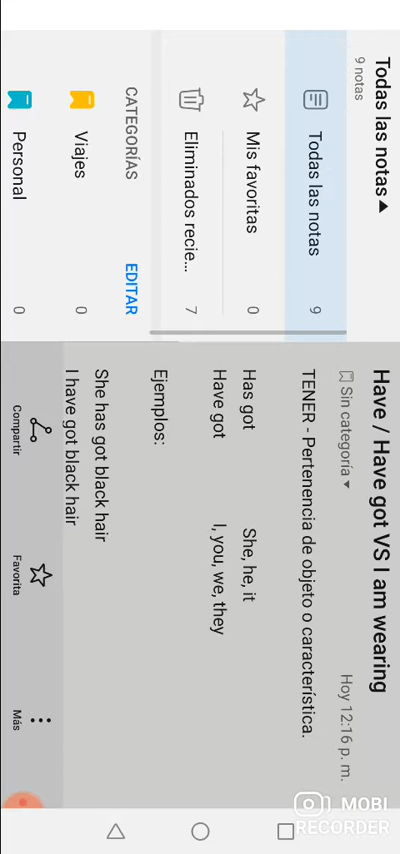 Todas las notas
9 notas
Todas las notas 9
Mis favoritas 0
Eliminados recie... 7
CATEGORÍAS EDITAR
Viajes 0
Personal 0
Have / Have got VS I am wearing
Sin categoría Hoy 12:16 p. m.
TENER - Pertenencia de objeto o característica.
Has got She, he, it
Have got I, you, we, they
Ejemplos:
She has got black hair
I have got black hair
Compartir Favorita Más
MOBI
RECORDER